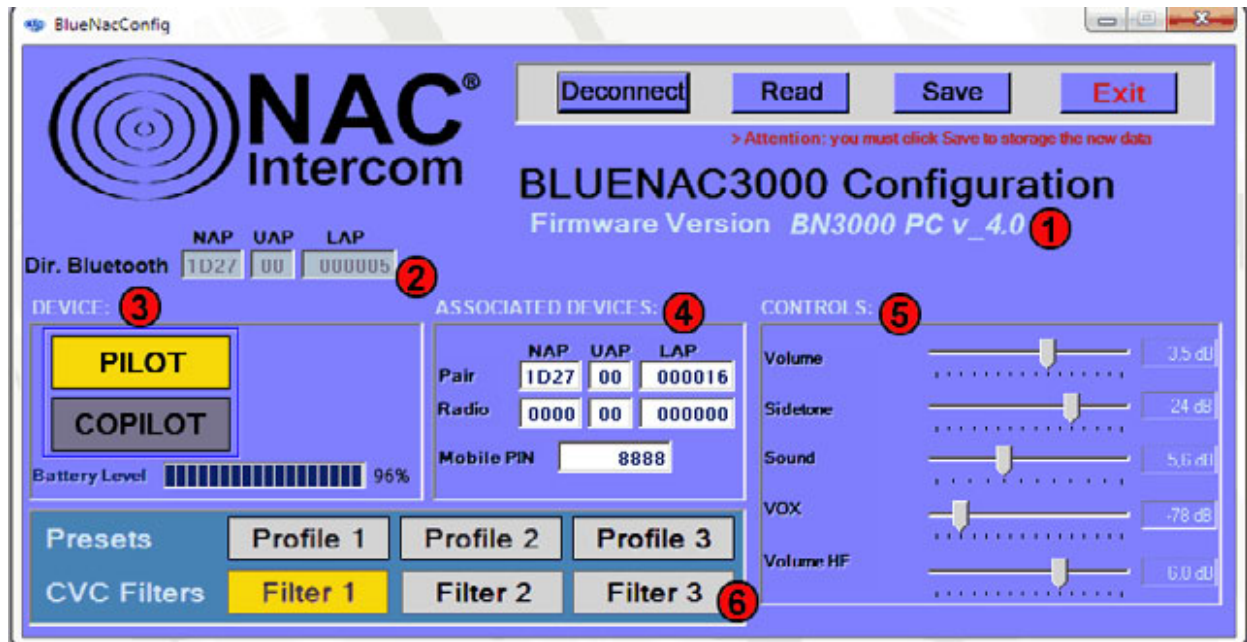 BlueNacConfig
NAC®
Intercom
Deconnect Read Save Exit
> Attention: you must click Save to storage the new data
BLUENAC3000 Configuration
Firmware Version BN3000 PC v_4.0 1
NAP UAP LAP
Dir. Bluetooth 1D27 00 000005 2
DEVICE: 3
PILOT
COPILOT
Battery Level 96%
ASSOCIATED DEVICES: 4
NAP UAP LAP
Pair 1D27 00 000016
Radio 0000 00 000000
Mobile PIN 8888
CONTROLS: 5
Volume 3,5 dB
Sidetone 24 dB
Sound 5,6 dB
VOX -78 dB
Volume HF 6,0 dB
Presets Profile 1 Profile 2 Profile 3
CVC Filters Filter 1 Filter 2 Filter 3 6